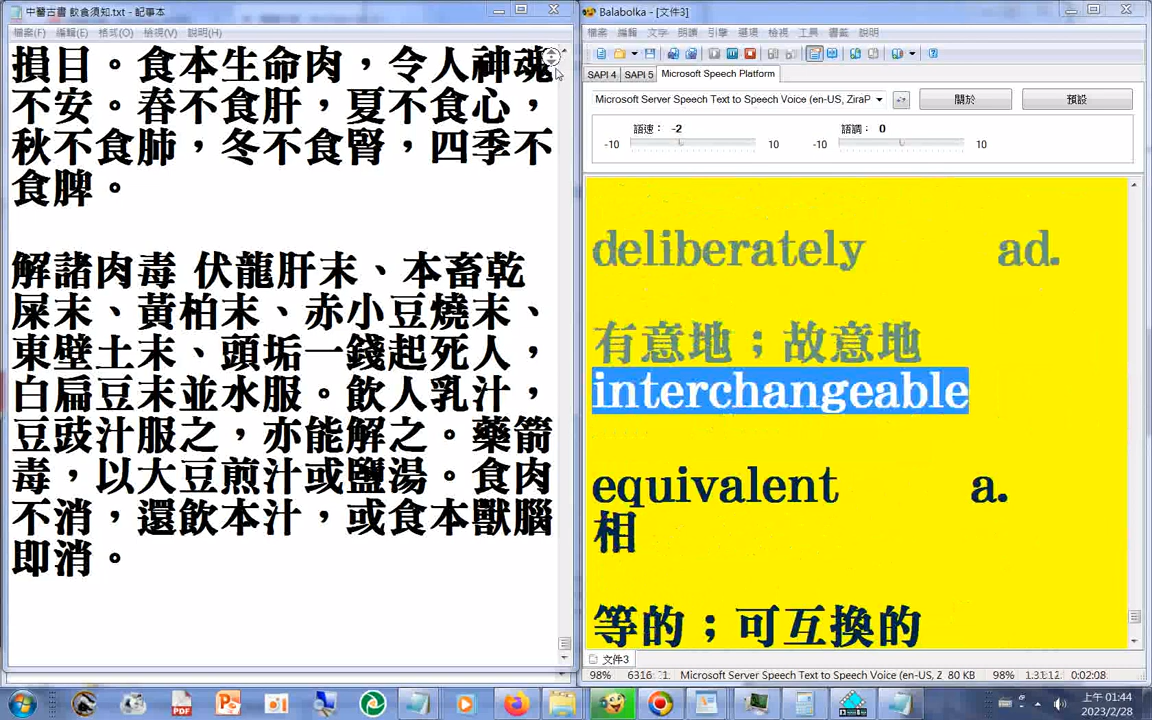 中醫古書 飲食須知.txt - 記事本
檔案(F) 編輯(E) 格式(O) 檢視(V) 說明(H)
損目。食本生命肉，令人神魂
不安。春不食肝，夏不食心，
秋不食肺，冬不食腎，四季不
食脾。
解諸肉毒 伏龍肝末、本畜乾
屎末、黃柏末、赤小豆燒末、
東壁土末、頭垢一錢起死人，
白扁豆末並水服。飲人乳汁，
豆豉汁服之，亦能解之。藥箭
毒，以大豆煎汁或鹽湯。食肉
不消，還飲本汁，或食本獸腦
即消。
Balabolka - [文件3]
檔案 編輯 文字 朗讀 引擎 選項 檢視 工具 書籤 說明
SAPI 4 SAPI 5 Microsoft Speech Platform
Microsoft Server Speech Text to Speech Voice (en-US, ZiraP
關於 預設
語速： -2 語調： 0
-10 10 -10 10
deliberately ad.
有意地；故意地
interchangeable
equivalent a.
相
等的；可互換的
文件3
98% Microsoft Server Speech Text to Speech Voice (en-US, Z 80 KB 98% 0:02:08
上午 01:44
2023/2/28